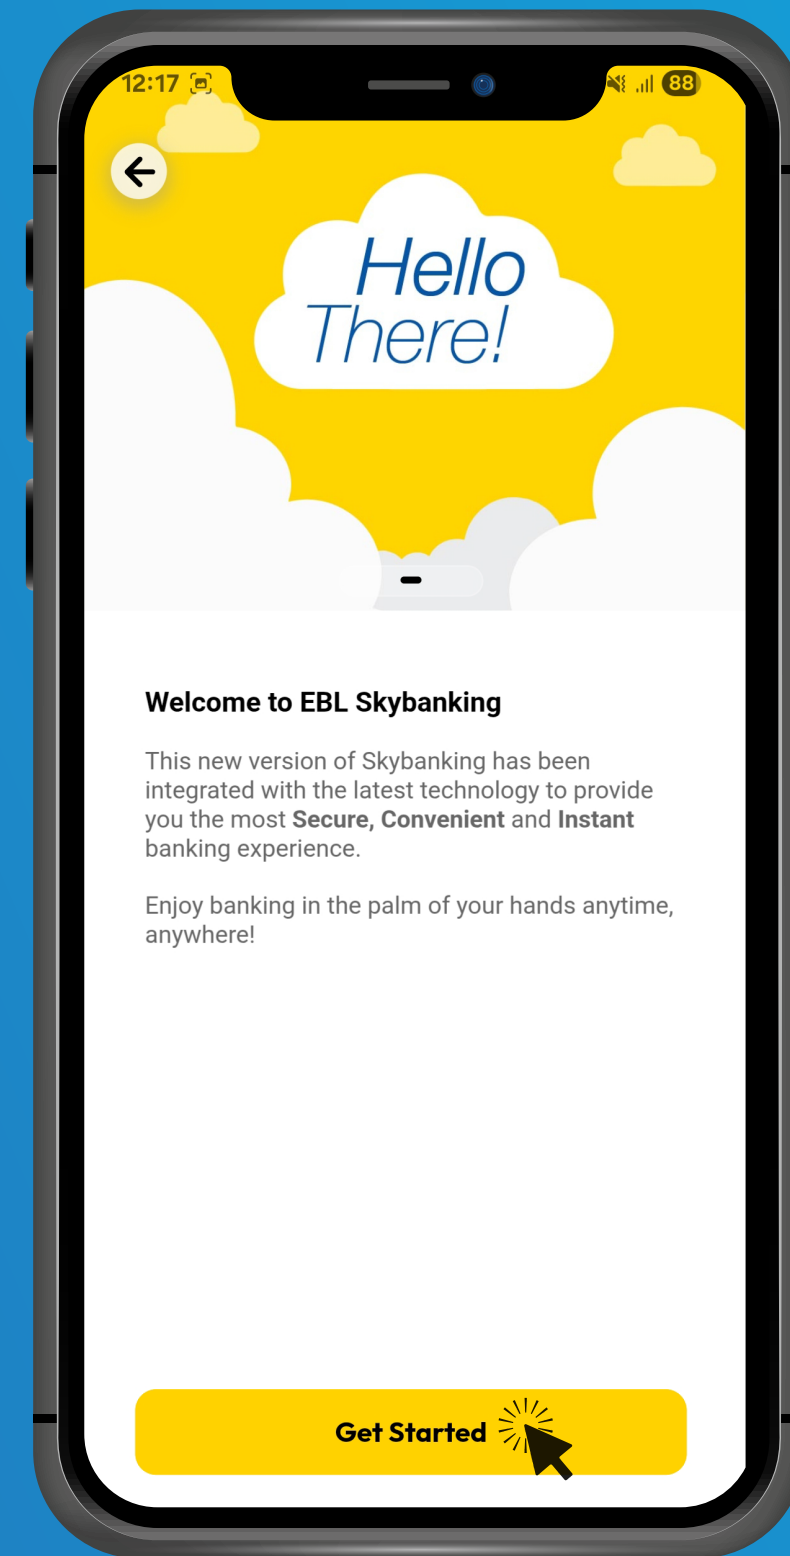 12:17
88
Hello
There!
Welcome to EBL Skybanking
This new version of Skybanking has been
integrated with the latest technology to provide
you the most Secure, Convenient and Instant
banking experience.
Enjoy banking in the palm of your hands anytime,
anywhere!
Get Started